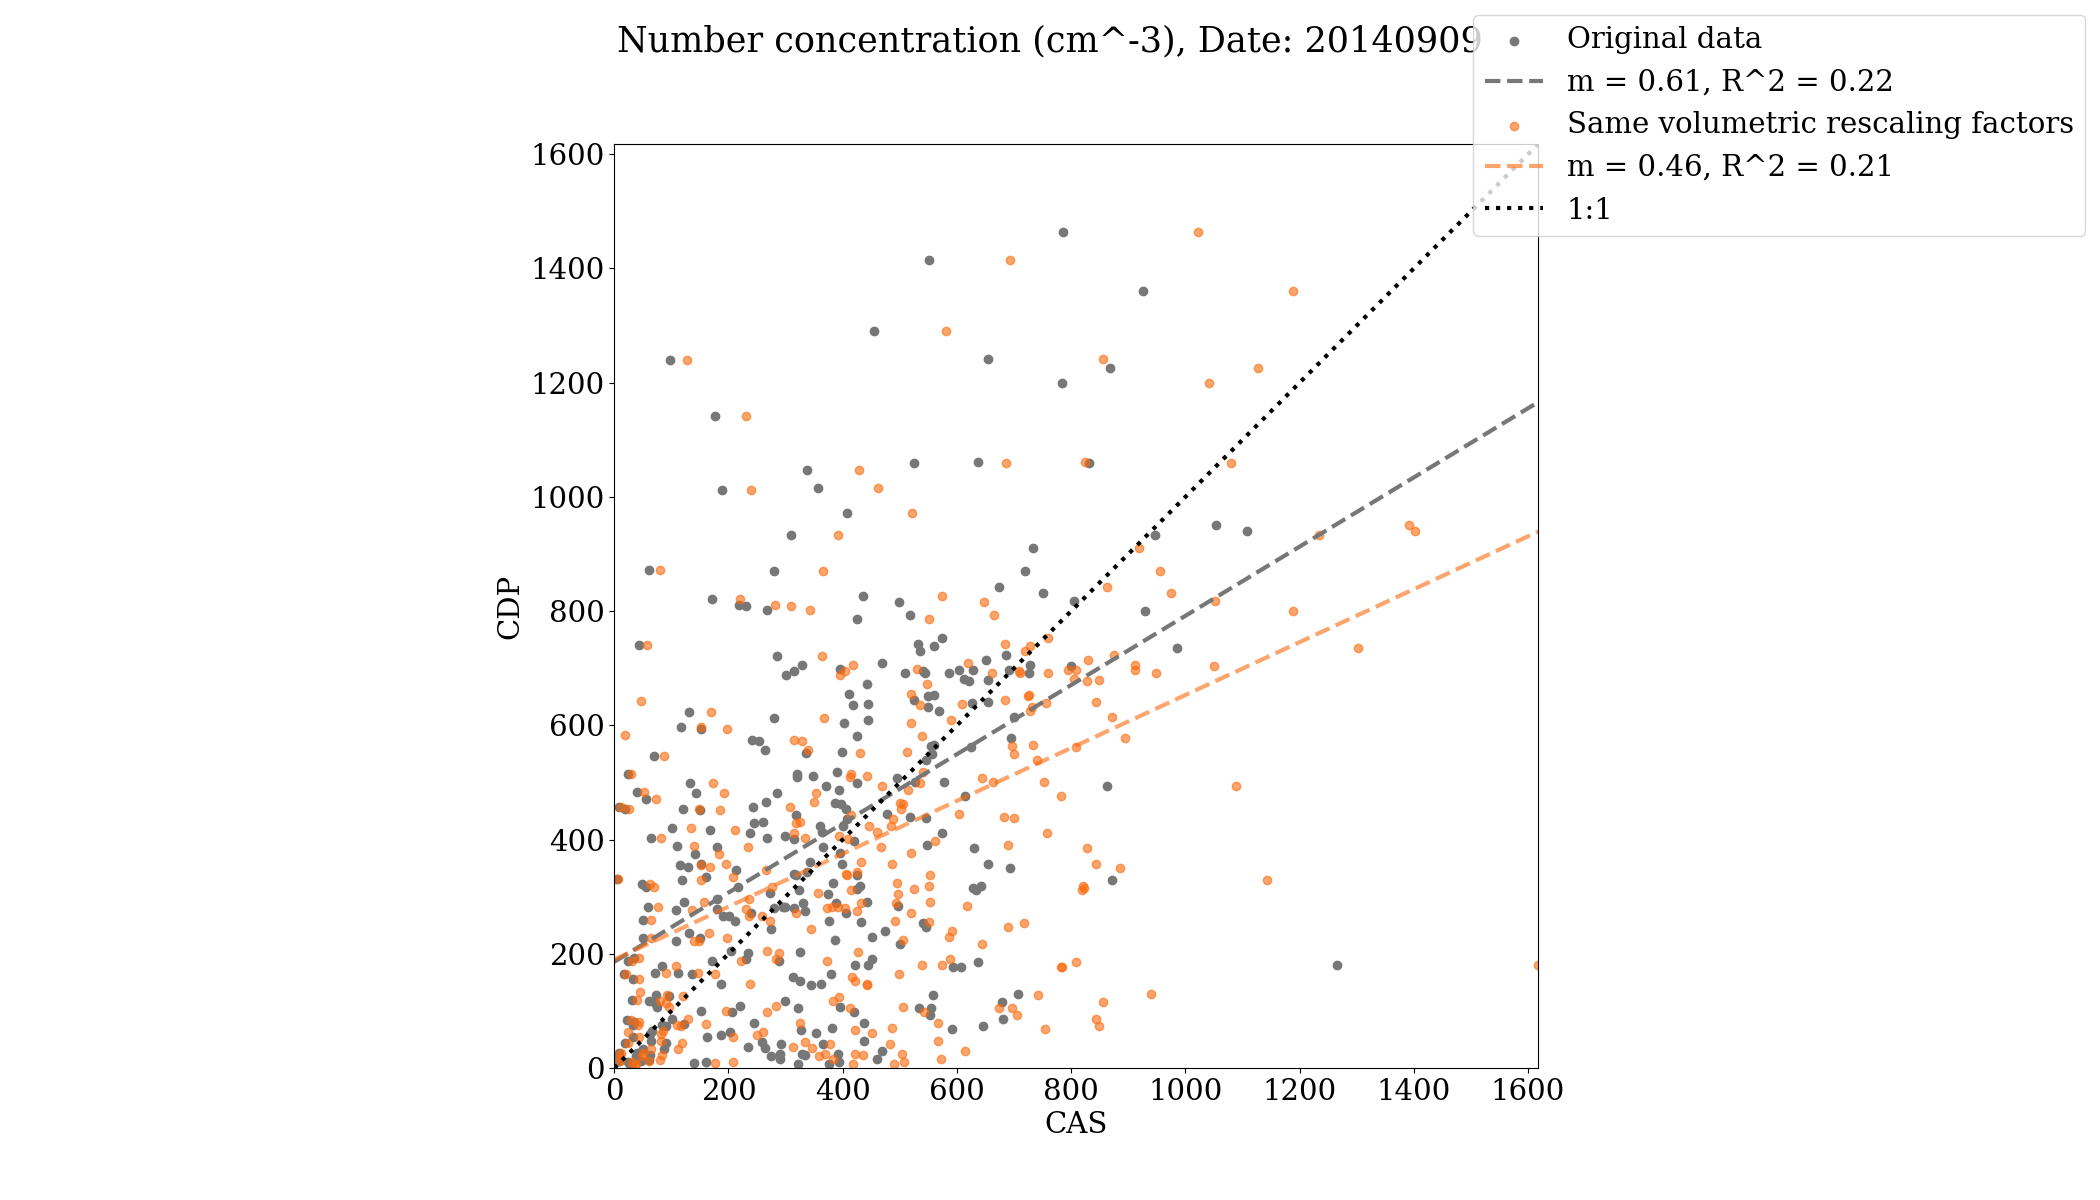 Number concentration (cm^-3), Date: 20140909
Original data
m = 0.61, R^2 = 0.22
Same volumetric rescaling factors
m = 0.46, R^2 = 0.21
1:1
1600
1400
1200
1000
800
600
400
200
0
CDP
0 200 400 600 800 1000 1200 1400 1600
CAS